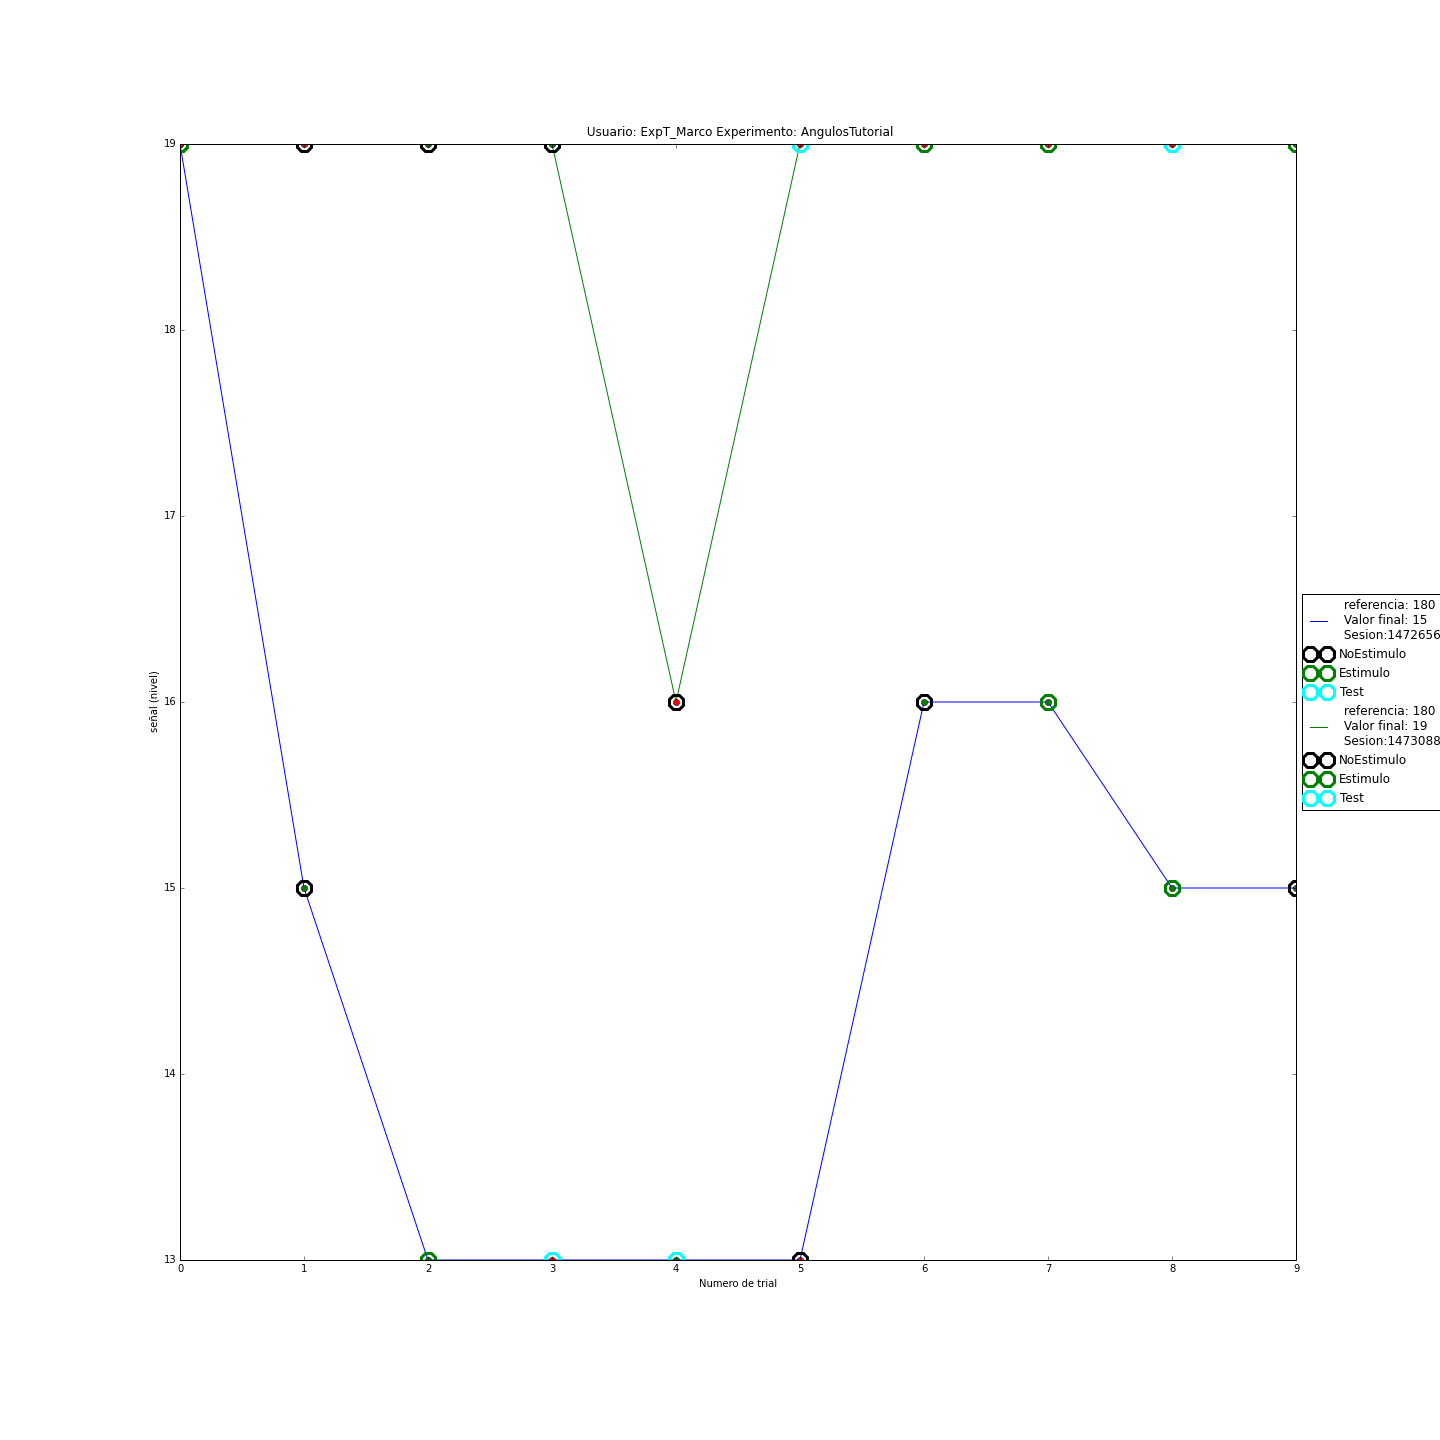 Usuario: ExpT_Marco Experimento: AngulosTutorial
19
18
17
16
15
14
13
señal (nivel)
0 1 2 3 4 5 6 7 8 9
Numero de trial
referencia: 180
Valor final: 15
Sesion:1472656
NoEstimulo
Estimulo
Test
referencia: 180
Valor final: 19
Sesion:1473088
NoEstimulo
Estimulo
Test